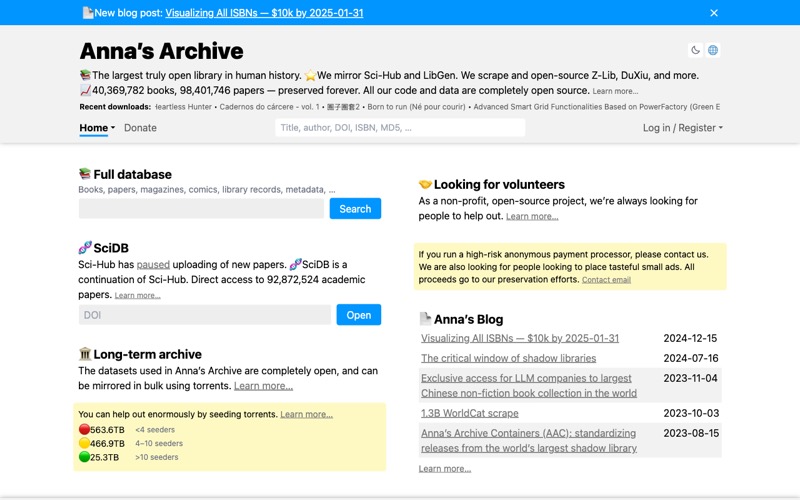 New blog post: Visualizing All ISBNs — $10k by 2025-01-31 ✕
Anna’s Archive
📚The largest truly open library in human history. ⭐️We mirror Sci-Hub and LibGen. We scrape and open-source Z-Lib, DuXiu, and more.
📈40,369,782 books, 98,401,746 papers — preserved forever. All our code and data are completely open source. Learn more…
Recent downloads: Heartless Hunter • Cadernos do cárcere - vol. 1 • 圏子圏套2 • Born to run (Né pour courir) • Advanced Smart Grid Functionalities Based on PowerFactory (Green E
Home Donate Title, author, DOI, ISBN, MD5, … Log in / Register
📚 Full database
Books, papers, magazines, comics, library records, metadata, …
Search
🧬 SciDB
Sci-Hub has paused uploading of new papers. 🧬SciDB is a
continuation of Sci-Hub. Direct access to 92,872,524 academic
papers. Learn more…
DOI Open
🏛️ Long-term archive
The datasets used in Anna’s Archive are completely open, and can
be mirrored in bulk using torrents. Learn more…
You can help out enormously by seeding torrents. Learn more…
🔴563.6TB <4 seeders
🟡466.9TB 4–10 seeders
🟢25.3TB >10 seeders
🤝 Looking for volunteers
As a non-profit, open-source project, we’re always looking for
people to help out. Learn more…
If you run a high-risk anonymous payment processor, please contact us.
We are also looking for people looking to place tasteful small ads. All
proceeds go to our preservation efforts. Contact email
Anna’s Blog
Visualizing All ISBNs — $10k by 2025-01-31 2024-12-15
The critical window of shadow libraries 2024-07-16
Exclusive access for LLM companies to largest 2023-11-04
Chinese non-fiction book collection in the world
1.3B WorldCat scrape 2023-10-03
Anna’s Archive Containers (AAC): standardizing 2023-08-15
releases from the world’s largest shadow library
Learn more…